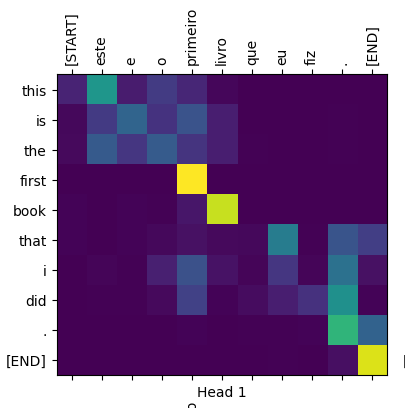 [START] este e o primeiro livro que eu fiz . [END]
this
is
the
first
book
that
i
did
.
[END]
Head 1